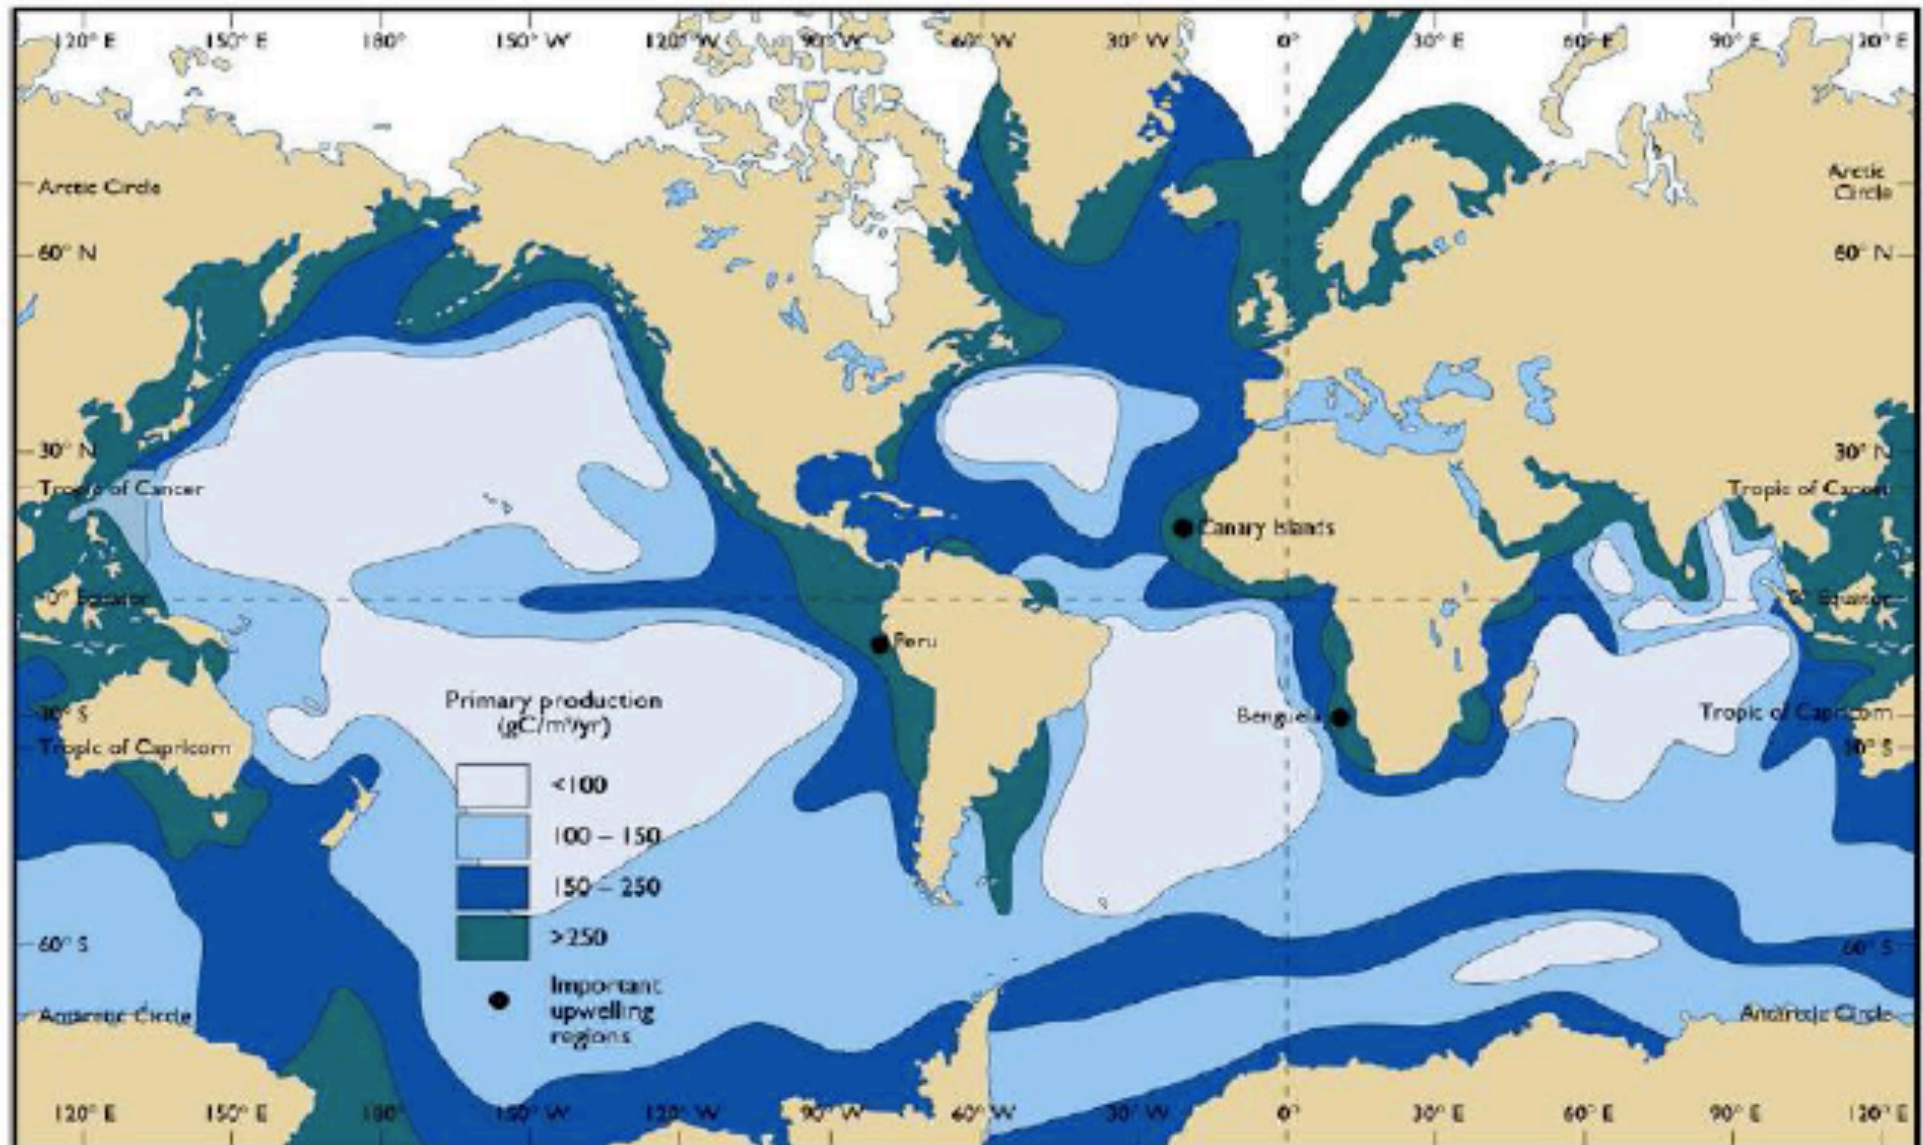 120° E 150° E 180° 150° W 120° W 90° W 60° W 30° W 0° 30° E 60° E 90° E 120° E
Arctic Circle
Arctic
Circle
60° N
60° N
30° N
30° N
Tropic of Cancer
Tropic of Cancer
Canary Islands
0° Equator
0° Equator
Peru
Primary production
(gC/m²/yr)
Benguela
30° S
Tropic of Capricorn
Tropic of Capricorn
30° S
<100
100 – 150
150 – 250
>250
60° S
60° S
Important
upwelling
regions
Antarctic Circle
Antarctic Circle
120° E 150° E 180° 150° W 120° W 90° W 60° W 30° W 0° 30° E 60° E 90° E 120° E